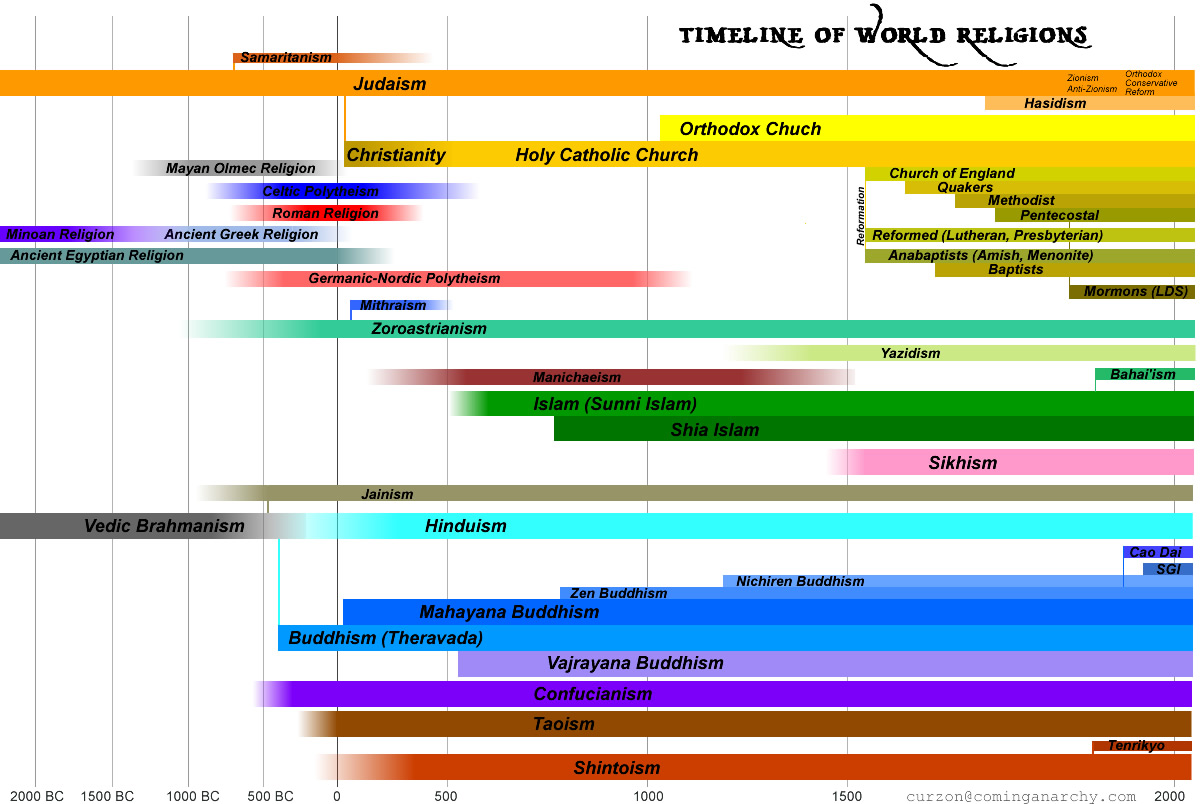 TIMELINE OF WORLD RELIGIONS
Samaritanism
Judaism
Zionism
Anti-Zionism
Orthodox
Conservative
Reform
Hasidism
Orthodox Chuch
Christianity
Holy Catholic Church
Mayan Olmec Religion
Church of England
Celtic Polytheism
Quakers
Methodist
Roman Religion
Pentecostal
Reformation
Minoan Religion
Ancient Greek Religion
Reformed (Lutheran, Presbyterian)
Ancient Egyptian Religion
Anabaptists (Amish, Menonite)
Baptists
Germanic-Nordic Polytheism
Mormons (LDS)
Mithraism
Zoroastrianism
Yazidism
Manichaeism
Bahai'ism
Islam (Sunni Islam)
Shia Islam
Sikhism
Jainism
Vedic Brahmanism
Hinduism
Cao Dai
SGI
Nichiren Buddhism
Zen Buddhism
Mahayana Buddhism
Buddhism (Theravada)
Vajrayana Buddhism
Confucianism
Taoism
Tenrikyo
Shintoism
2000 BC 1500 BC 1000 BC 500 BC 0 500 1000 1500 2000
curzon@cominganarchy.com